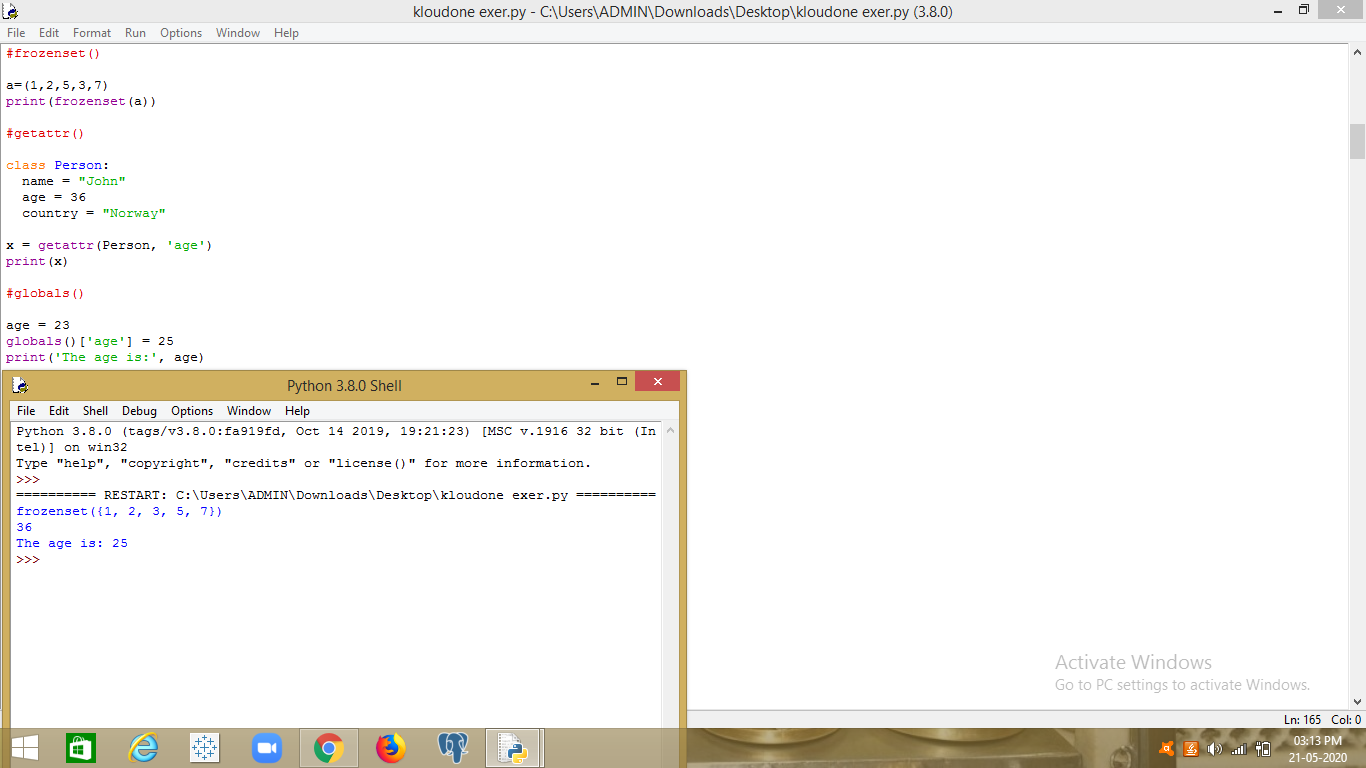 kloudone exer.py - C:\Users\ADMIN\Downloads\Desktop\kloudone exer.py (3.8.0)
File Edit Format Run Options Window Help
#frozenset()
a=(1,2,5,3,7)
print(frozenset(a))
#getattr()
class Person:
  name = "John"
  age = 36
  country = "Norway"
x = getattr(Person, 'age')
print(x)
#globals()
age = 23
globals()['age'] = 25
print('The age is:', age)
Python 3.8.0 Shell
File Edit Shell Debug Options Window Help
Python 3.8.0 (tags/v3.8.0:fa919fd, Oct 14 2019, 19:21:23) [MSC v.1916 32 bit (In
tel)] on win32
Type "help", "copyright", "credits" or "license()" for more information.
>>>
========== RESTART: C:\Users\ADMIN\Downloads\Desktop\kloudone exer.py ==========
frozenset({1, 2, 3, 5, 7})
36
The age is: 25
>>>
Activate Windows
Go to PC settings to activate Windows.
Ln: 165 Col: 0
03:13 PM
21-05-2020